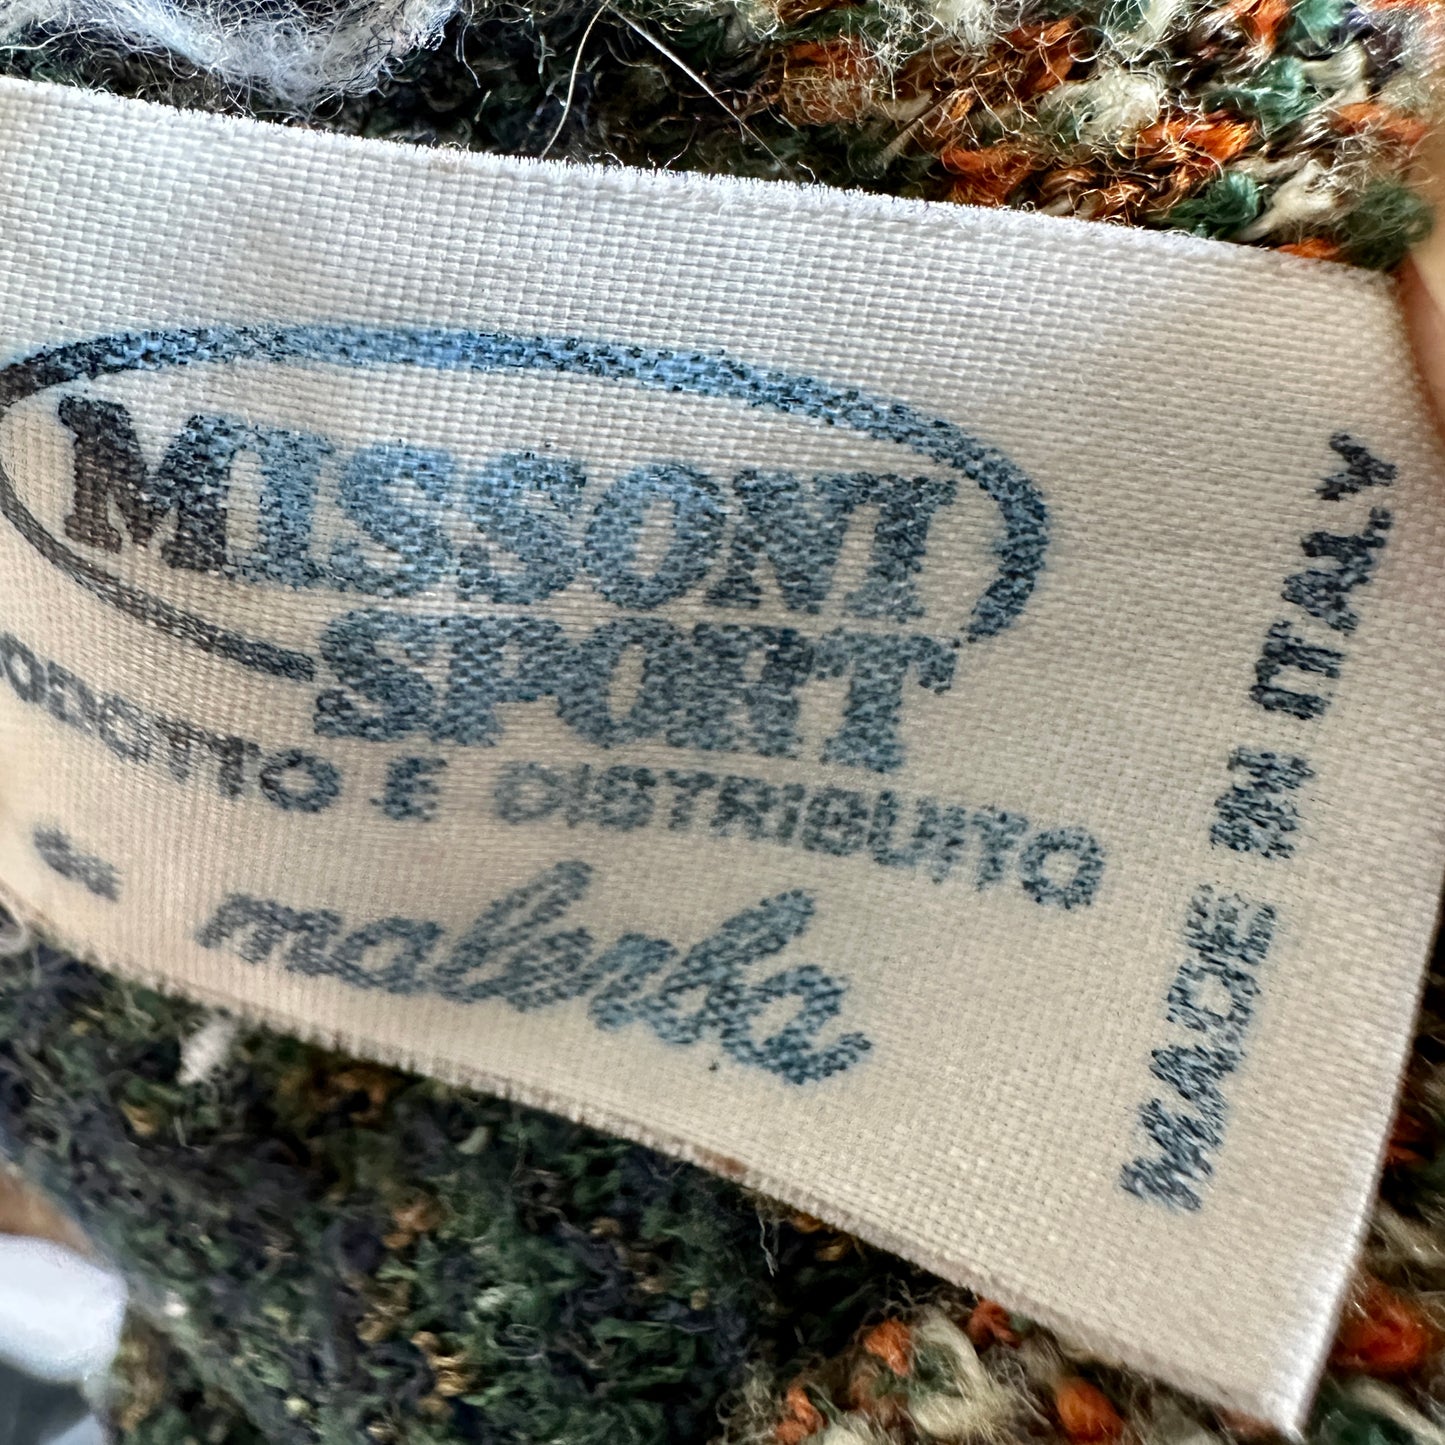 MISSONI
SPORT
ODOTTO E DISTRIBUITO
malerba
MADE IN ITALY